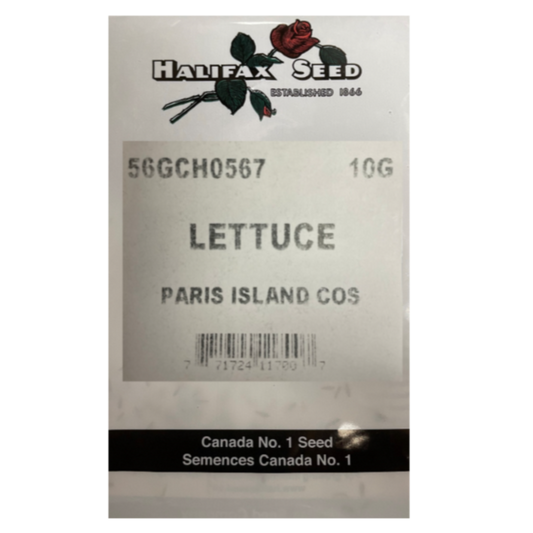 HALIFAX SEED
ESTABLISHED 1866
56GCH0567 10G
LETTUCE
PARIS ISLAND COS
7 71724 11700 7
Canada No. 1 Seed
Semences Canada No. 1